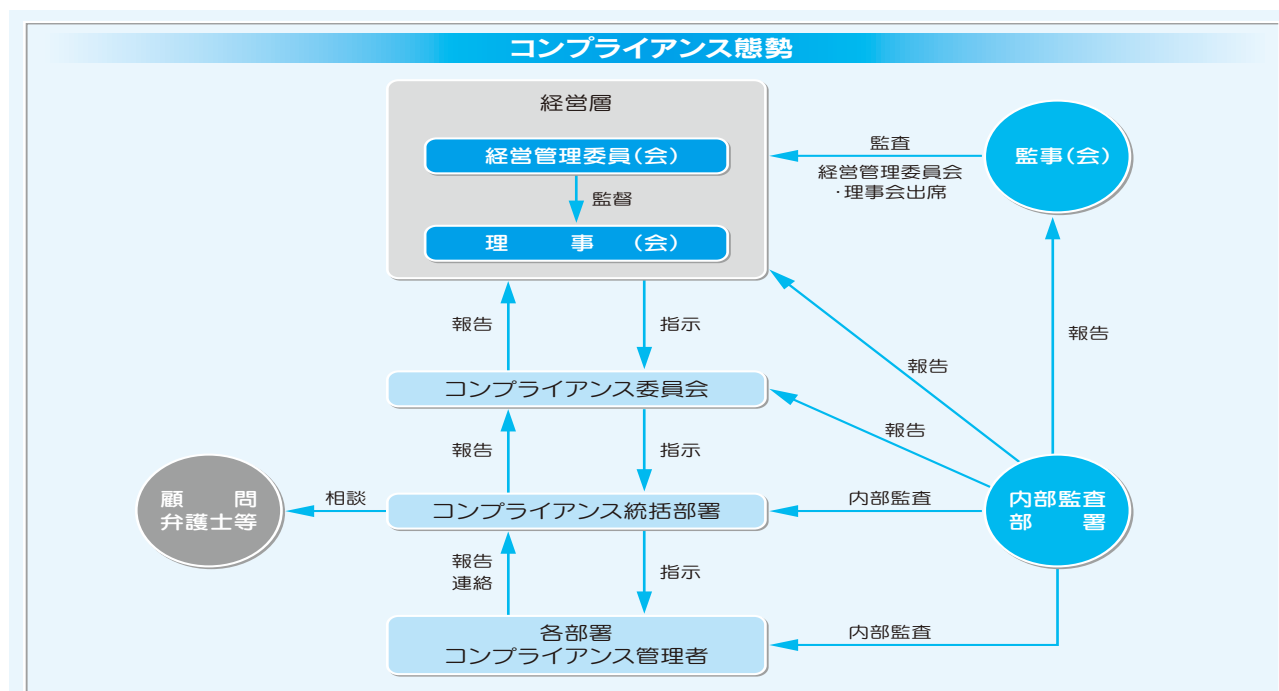 コンプライアンス態勢
経営層
経営管理委員(会)
監督
理事(会)
監査
経営管理委員会
・理事会出席
監事(会)
報告
指示
報告
報告
コンプライアンス委員会
報告
報告
指示
顧問
弁護士等
相談
コンプライアンス統括部署
内部監査
内部監査
部署
報告
連絡
指示
各部署
コンプライアンス管理者
内部監査